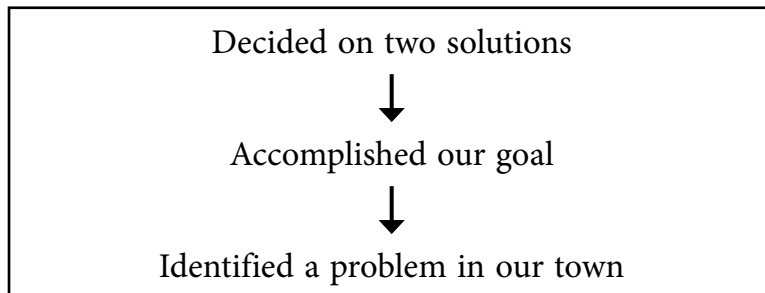 Decided on two solutions
Accomplished our goal
Identified a problem in our town